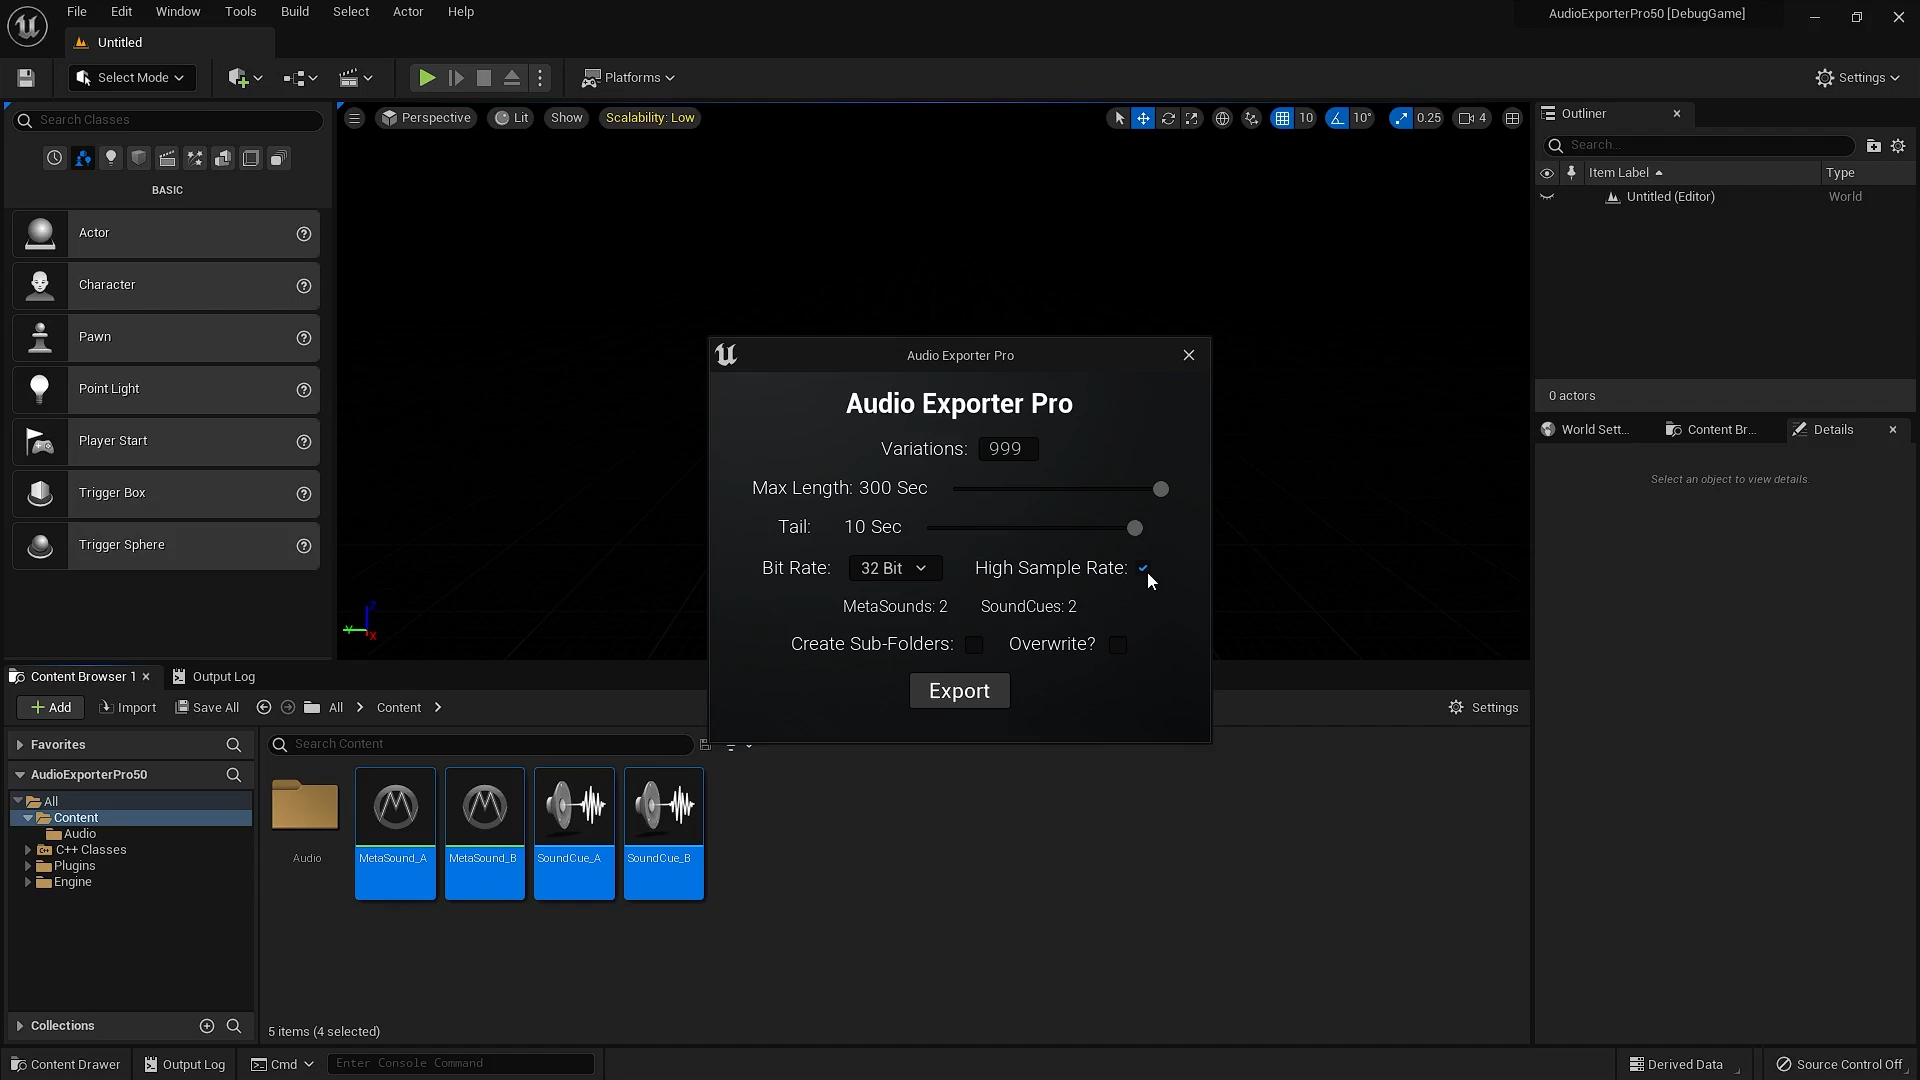 File Edit Window Tools Build Select Actor Help
AudioExporterPro50 [DebugGame]
Untitled
Select Mode
Platforms
Settings
Search Classes
BASIC
Actor
Character
Pawn
Point Light
Player Start
Trigger Box
Trigger Sphere
Perspective Lit Show Scalability: Low
10 10° 0.25 4
Z
Y
X
Outliner
Search...
Item Label Type
Untitled (Editor) World
0 actors
World Sett... Content Br... Details
Select an object to view details.
Audio Exporter Pro
Audio Exporter Pro
Variations: 999
Max Length: 300 Sec
Tail: 10 Sec
Bit Rate: 32 Bit High Sample Rate:
MetaSounds: 2 SoundCues: 2
Create Sub-Folders: Overwrite?
Export
Content Browser 1 Output Log
Add Import Save All All Content Settings
Favorites
AudioExporterPro50
All
Content
Audio
C++ Classes
Plugins
Engine
Collections
Search Content
Audio MetaSound_A MetaSound_B SoundCue_A SoundCue_B
5 items (4 selected)
Content Drawer Output Log Cmd Enter Console Command Derived Data Source Control Off